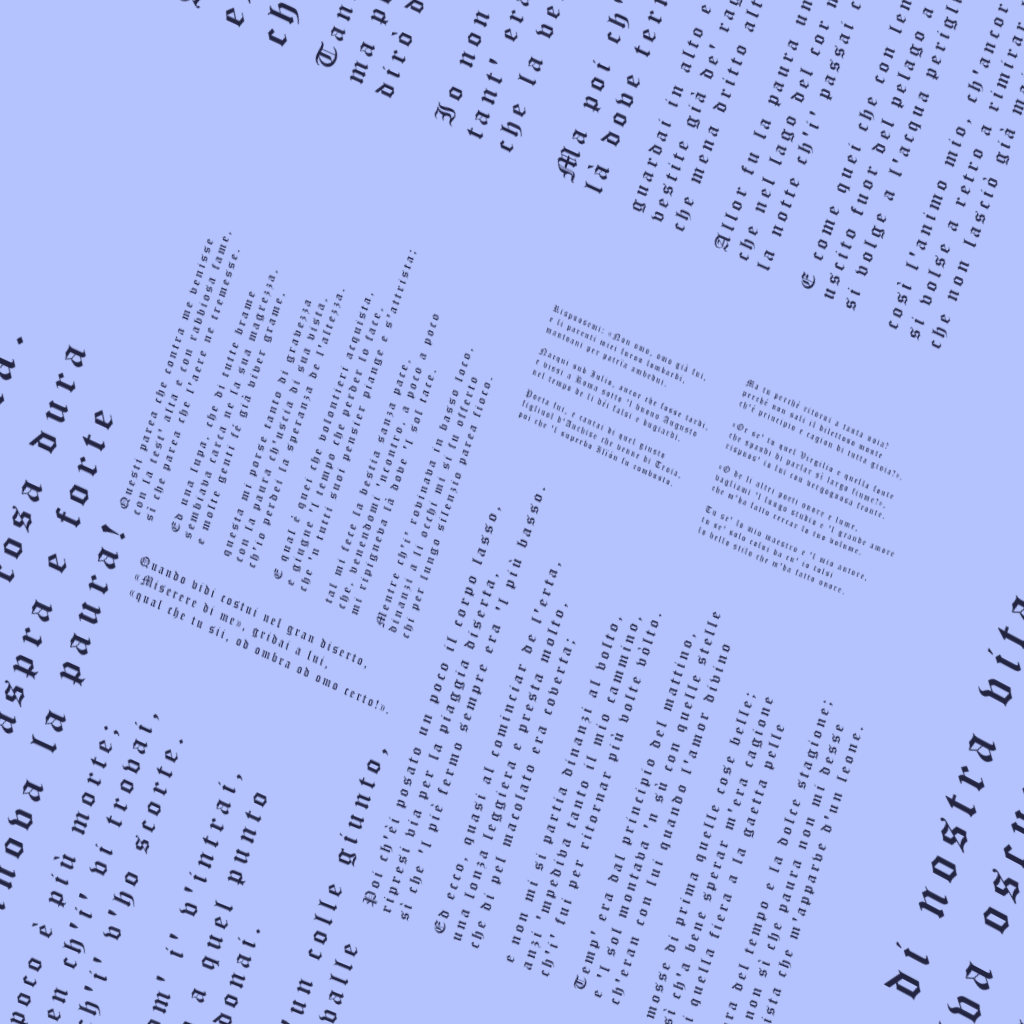 di nostra vita
cosa dura
aspra e forte
la paura!
poco è più morte;
ch'i' vi trovai,
ch'i' v'ho scorte.
i' v'intrai,
a quel punto
colle giunto,
valle
Io non
tant' era
che la
Ma poi
là dove
guardai in alto e
vestite già de'
che mena dritto
Allor fu la paura un
che nel lago del cor
la notte ch'i' passai
E come quei che con
uscito fuor del pelago a
si volge a l'acqua
così l'animo mio, ch'ancor
si volse a retro a
che non lasciò già
Poi ch'èi posato un poco il corpo lasso,
ripresi via per la piaggia diserta,
sì che 'l piè fermo sempre era 'l più basso.
Ed ecco, quasi al cominciar de l'erta,
una lonza leggiera e presta molto,
che di pel macolato era coverta;
e non mi si partia dinanzi al volto,
anzi 'mpediva tanto il mio cammino,
ch'i' fui per ritornar più volte vòlto.
Temp' era dal principio del mattino,
e 'l sol montava 'n sù con quelle stelle
ch'eran con lui quando l'amor divino
mosse di prima quelle cose belle;
sì ch'a bene sperar m'era cagione
di quella fiera a la gaetta pelle
l'ora del tempo e la dolce stagione;
ma non sì che paura non mi desse
la vista che m'apparve d'un leone.
Questi parea che contra me venisse
con la test' alta e con rabbiosa fame,
sì che parea che l'aere ne tremesse.
Ed una lupa, che di tutte brame
sembiava carca ne la sua magrezza,
e molte genti fé già viver grame,
questa mi porse tanto di gravezza
con la paura ch'uscia di sua vista,
ch'io perdei la speranza de l'altezza.
E qual è quei che volontieri acquista,
e giugne 'l tempo che perder lo face,
che 'n tutti suoi pensier piange e s'attrista;
tal mi fece la bestia sanza pace,
che, venendomi 'ncontro, a poco a poco
mi ripigneva là dove 'l sol tace.
Mentre ch'i' rovinava in basso loco,
dinanzi a li occhi mi si fu offerto
chi per lungo silenzio parea fioco.
Quando vidi costui nel gran diserto,
«Miserere di me», gridai a lui,
«qual che tu sii, od ombra od omo certo!».
Rispuosemi: «Non omo, omo già fui,
e li parenti miei furon lombardi,
mantoani per patrïa ambedui.
Nacqui sub Iulio, ancor che fosse tardi,
e vissi a Roma sotto 'l buono Augusto
nel tempo de li dèi falsi e bugiardi.
Poeta fui, e cantai di quel giusto
figliuol d'Anchise che venne di Troia,
poi che 'l superbo Ilïón fu combusto.
Ma tu perché ritorni a tanta noia?
perché non sali il dilettoso monte
ch'è principio e cagion di tutta gioia?».
«Or se' tu quel Virgilio e quella fonte
che spandi di parlar sì largo fiume?»,
rispuos' io lui con vergognosa fronte.
«O de li altri poeti onore e lume,
vagliami 'l lungo studio e 'l grande amore
che m'ha fatto cercar lo tuo volume.
Tu se' lo mio maestro e 'l mio autore,
tu se' solo colui da cu' io tolsi
lo bello stilo che m'ha fatto onore.